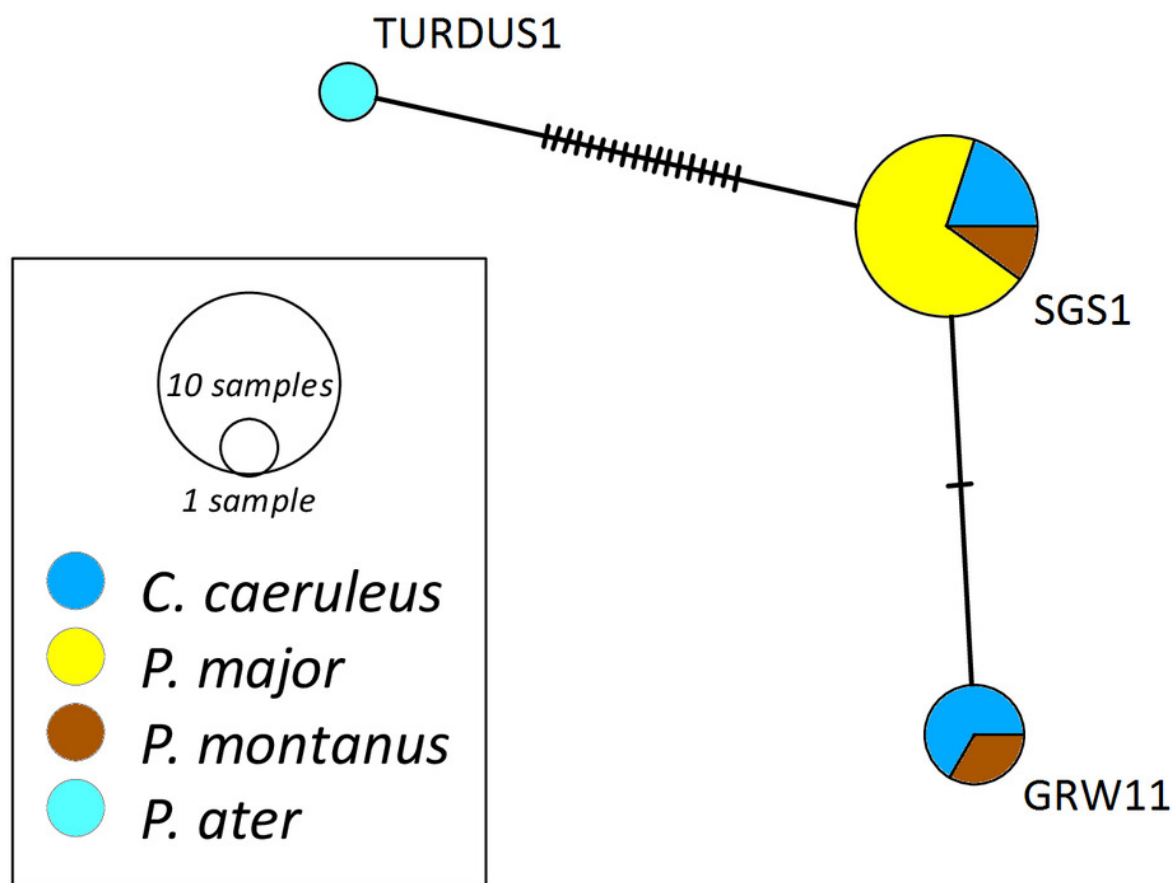 TURDUS1
SGS1
10 samples
1 sample
C. caeruleus
P. major
P. montanus
P. ater
GRW11